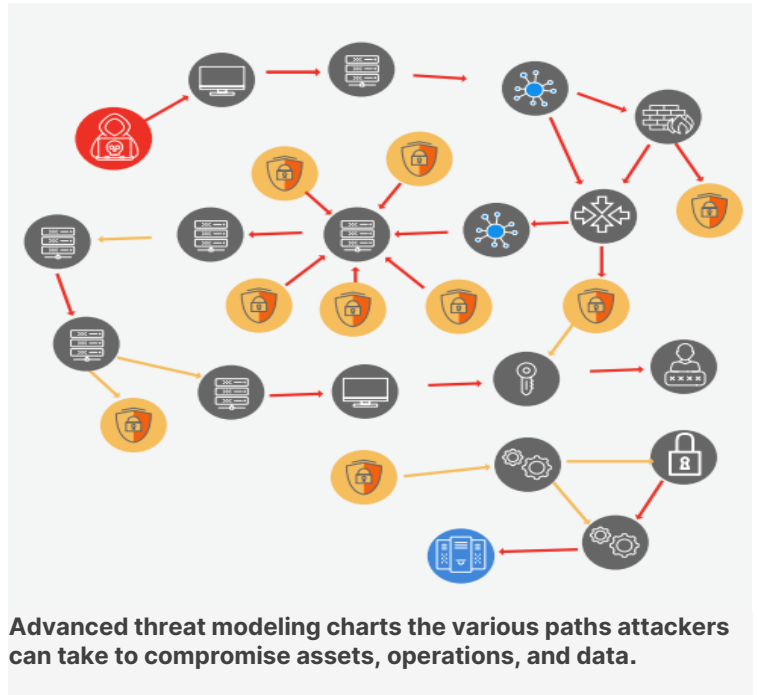 Advanced threat modeling charts the various paths attackers
can take to compromise assets, operations, and data.